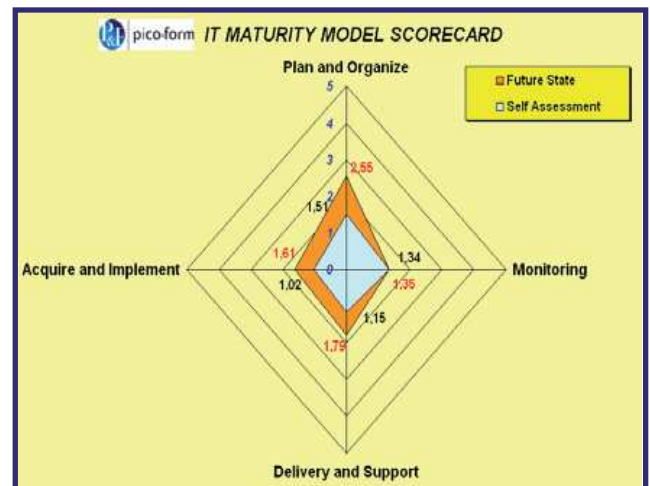 P&F pico-form IT MATURITY MODEL SCORECARD
Plan and Organize
Future State
Self Assessment
5
4
3
2,55
2
1,51
1
1,61
1,34
Acquire and Implement
0
Monitoring
1,02
1,35
1,15
1,79
Delivery and Support